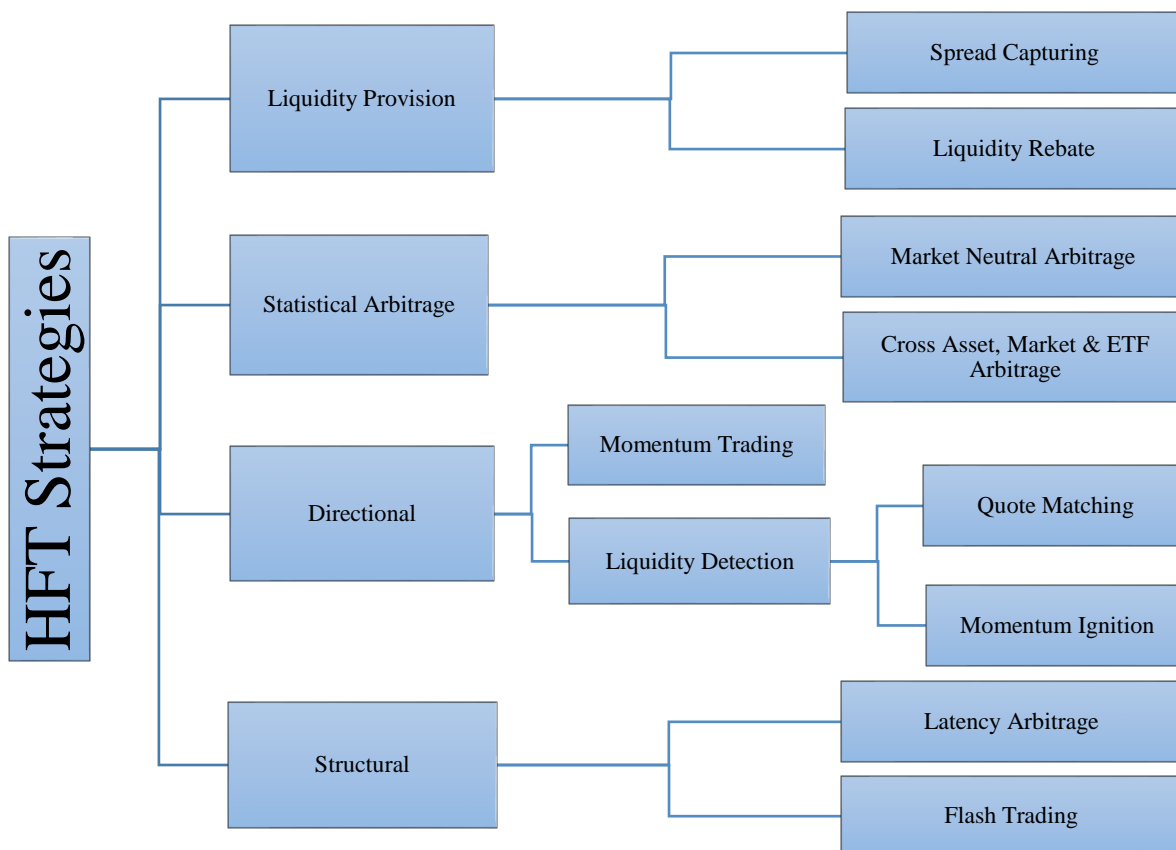 HFT Strategies
Liquidity Provision
Spread Capturing
Liquidity Rebate
Statistical Arbitrage
Market Neutral Arbitrage
Cross Asset, Market & ETF
Arbitrage
Directional
Momentum Trading
Liquidity Detection
Quote Matching
Momentum Ignition
Structural
Latency Arbitrage
Flash Trading